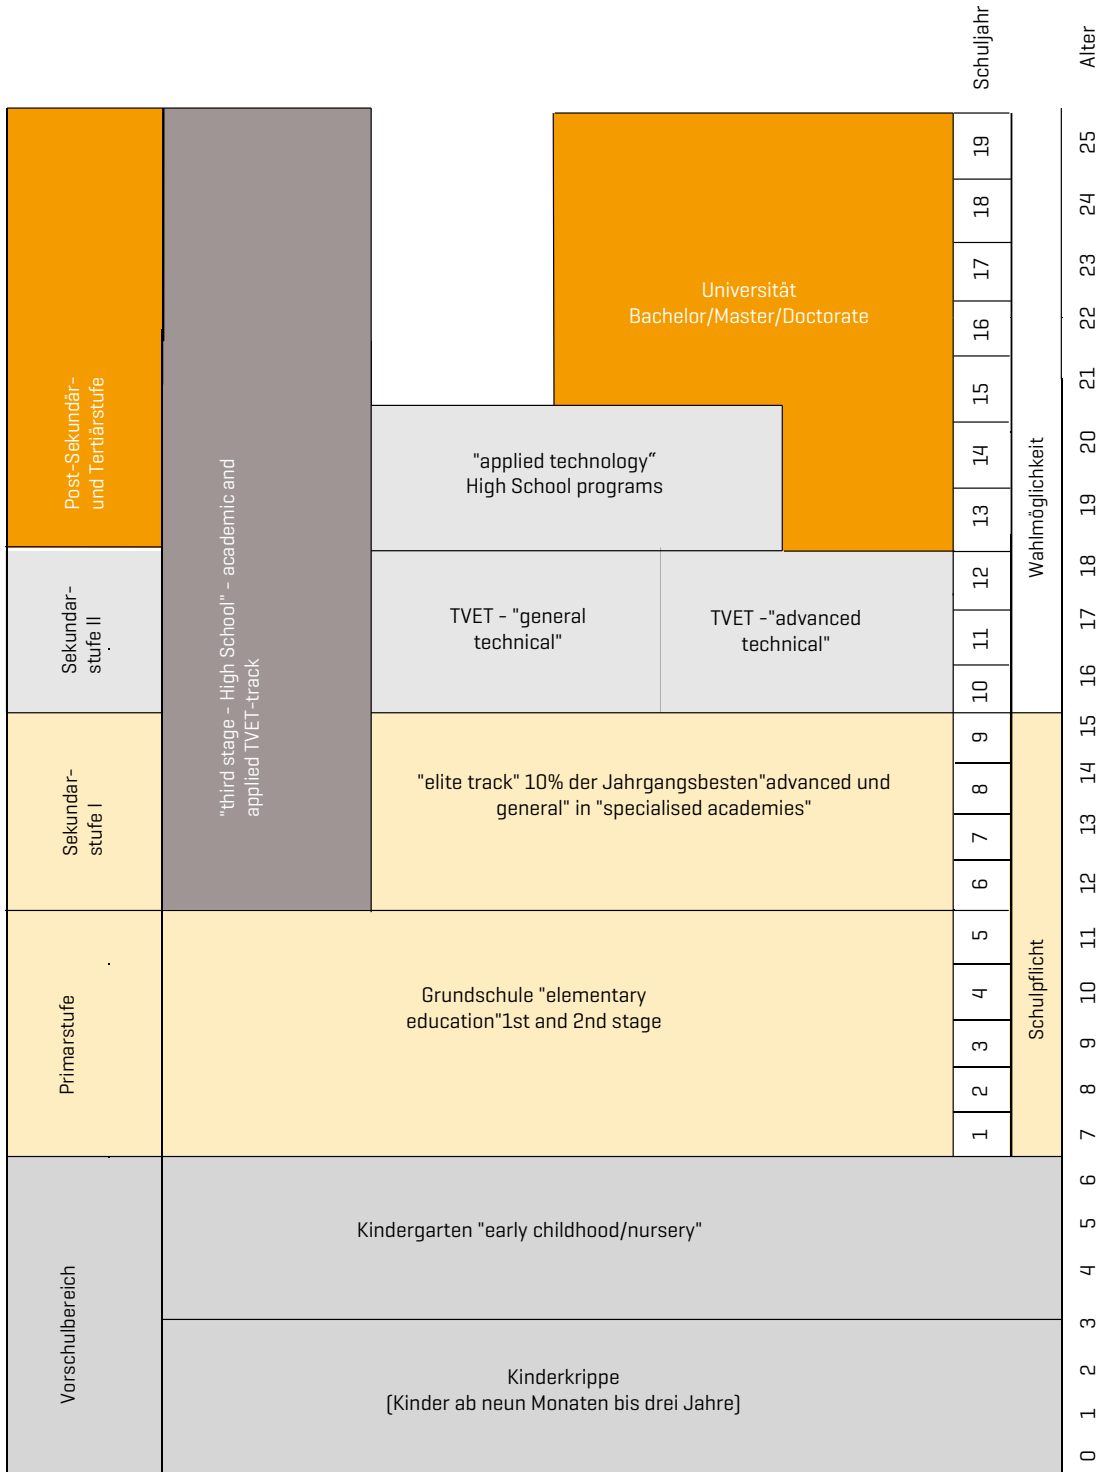 Schuljahr
Alter
Post-Sekundär-
und Tertiärstufe
Sekundar-
stufe II
Sekundar-
stufe I
Primarstufe
Vorschulbereich
"third stage - High School" - academic and
applied TVET-track
Universität
Bachelor/Master/Doctorate
"applied technology“
High School programs
TVET - "general
technical"
TVET -"advanced
technical"
"elite track" 10% der Jahrgangsbesten"advanced und
general" in "specialised academies"
Grundschule "elementary
education"1st and 2nd stage
Kindergarten "early childhood/nursery"
Kinderkrippe
(Kinder ab neun Monaten bis drei Jahre)
19
18
17
16
15
14
13
12
11
10
9
8
7
6
5
4
3
2
1
Wahlmöglichkeit
Schulpflicht
25
24
23
22
21
20
19
18
17
16
15
14
13
12
11
10
9
8
7
6
5
4
3
2
1
0